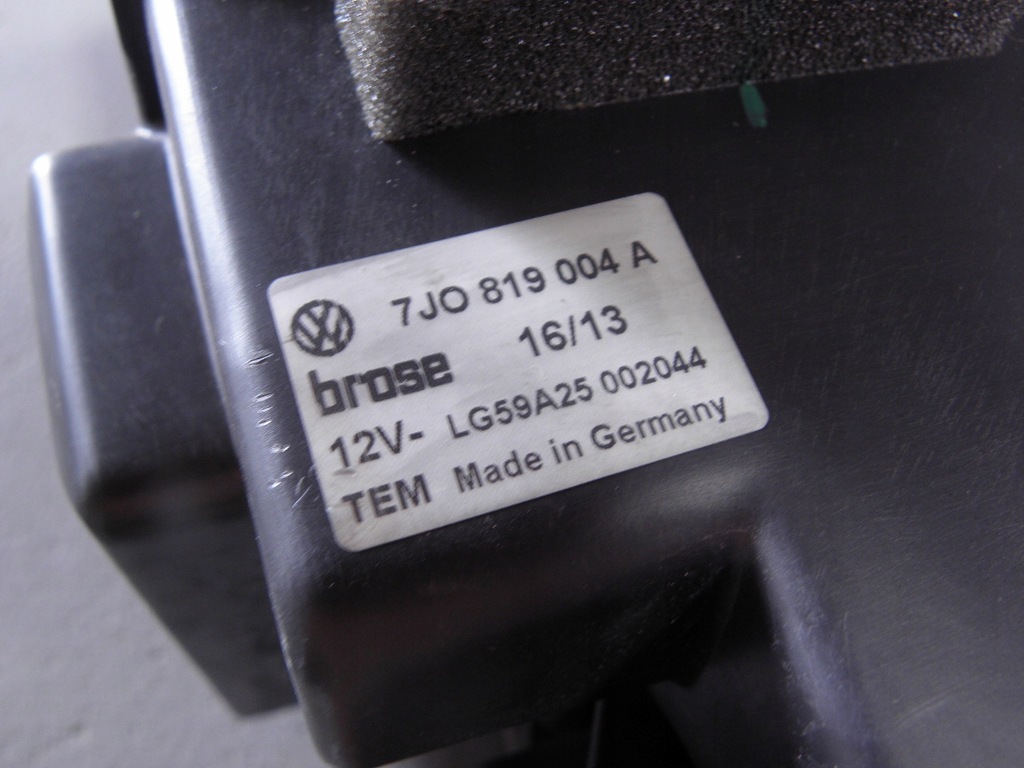 7JO 819 004 A
brose 16/13
12V- LG59A25 002044
TEM Made in Germany